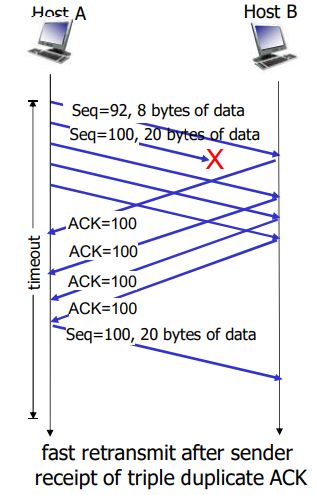 Host A
Host B
Seq=92, 8 bytes of data
Seq=100, 20 bytes of data
X
timeout
ACK=100
ACK=100
ACK=100
ACK=100
Seq=100, 20 bytes of data
fast retransmit after sender
receipt of triple duplicate ACK